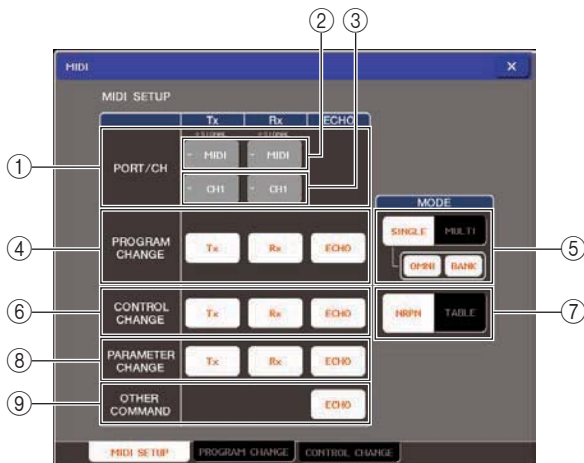 ② ③
MIDI ×
MIDI SETUP
Tx Rx ECHO
SIGNAL SIGNAL
① PORT/CH MIDI MIDI
CH1 CH1
MODE
④ PROGRAM CHANGE Tx Rx ECHO
SINGLE MULTI ⑤
OMNI BANK
⑥ CONTROL CHANGE Tx Rx ECHO
NRPN TABLE ⑦
⑧ PARAMETER CHANGE Tx Rx ECHO
⑨ OTHER COMMAND ECHO
MIDI SETUP PROGRAM CHANGE CONTROL CHANGE